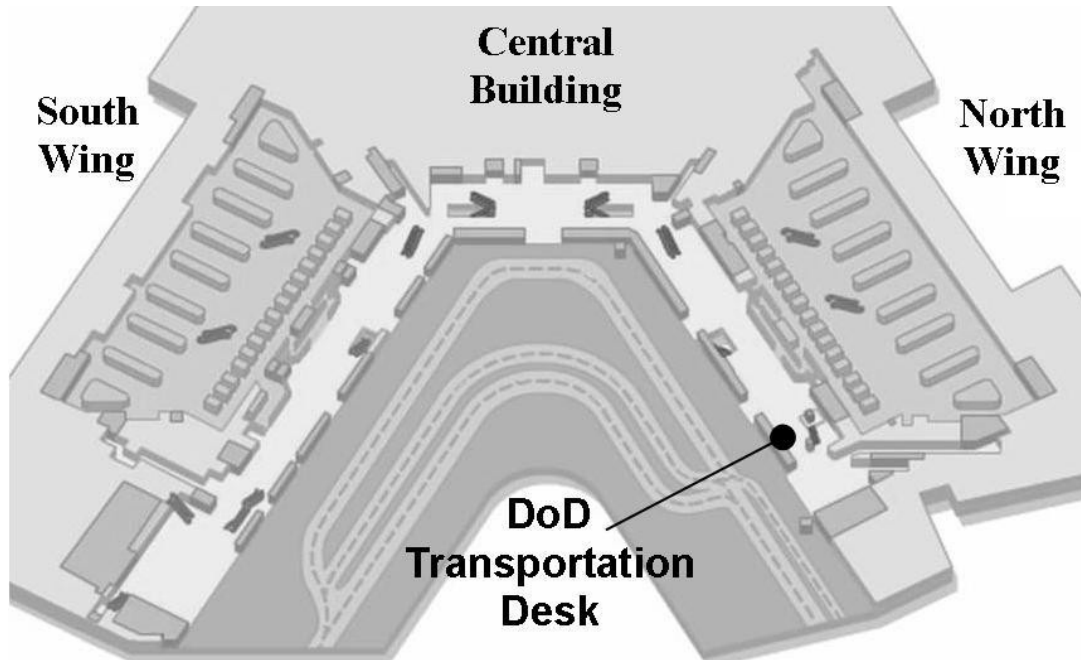 Central
Building
South
Wing
North
Wing
DoD
Transportation
Desk